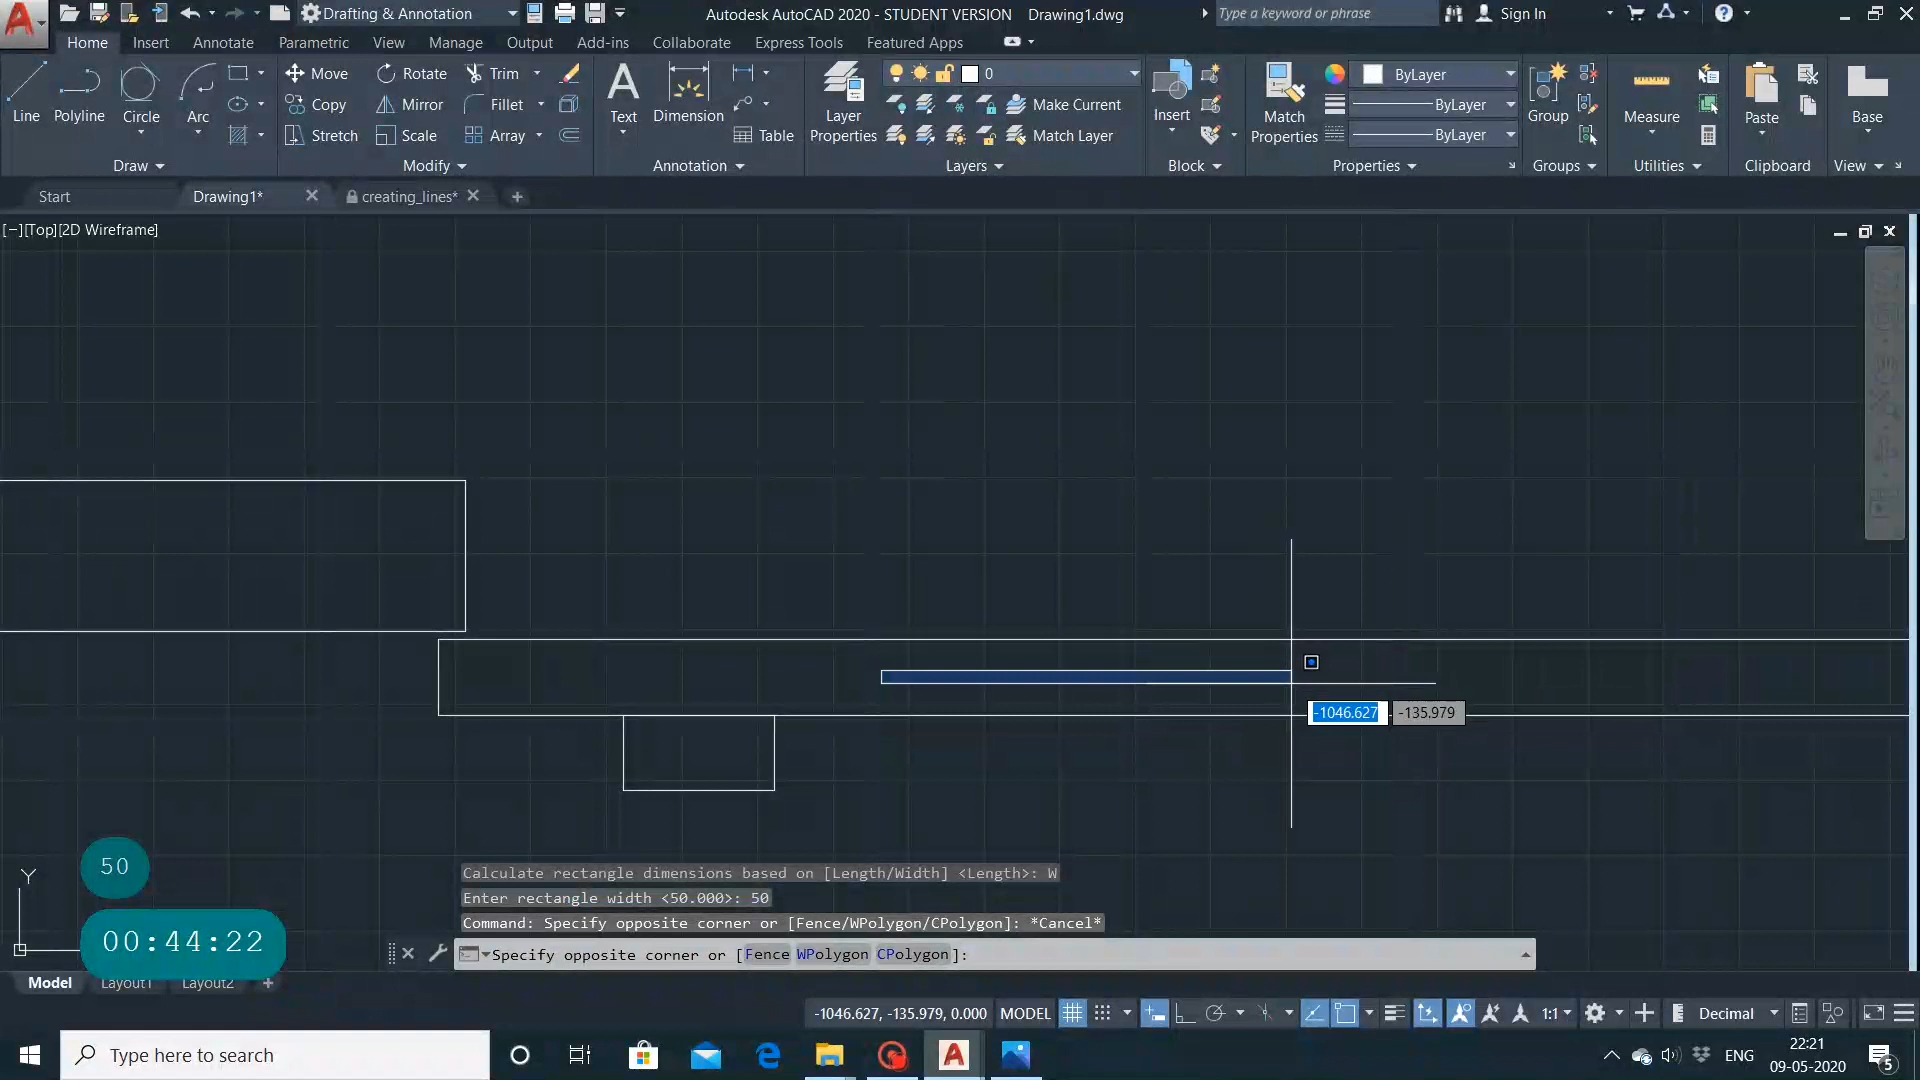 Drafting & Annotation
Autodesk AutoCAD 2020 - STUDENT VERSION Drawing1.dwg
Type a keyword or phrase
Sign In
Home Insert Annotate Parametric View Manage Output Add-ins Collaborate Express Tools Featured Apps
Line Polyline Circle Arc
Move Rotate Trim
Copy Mirror Fillet
Stretch Scale Array
Text Dimension
Table
Layer Properties
0
Make Current
Match Layer
Insert
Match Properties
ByLayer
ByLayer
ByLayer
Group
Measure
Paste
Base
Draw Modify Annotation Layers Block Properties Groups Utilities Clipboard View
Start Drawing1* creating_lines*
[−][Top][2D Wireframe]
-1046.627 -135.979
50
Y
00:44:22
Calculate rectangle dimensions based on [Length/Width] <Length>: W
Enter rectangle width <50.000>: 50
Command: Specify opposite corner or [Fence/WPolygon/CPolygon]: *Cancel*
Specify opposite corner or [Fence WPolygon CPolygon]:
Model Layout1 Layout2
-1046.627, -135.979, 0.000 MODEL 1:1 Decimal
Type here to search
ENG
22:21
09-05-2020
5